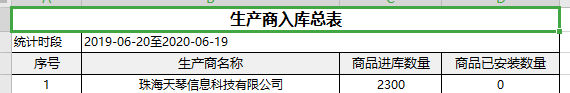 生产商入库总表
统计时段 2019-06-20至2020-06-19
序号 生产商名称 商品进库数量 商品已安装数量
1 珠海天琴信息科技有限公司 2300 0